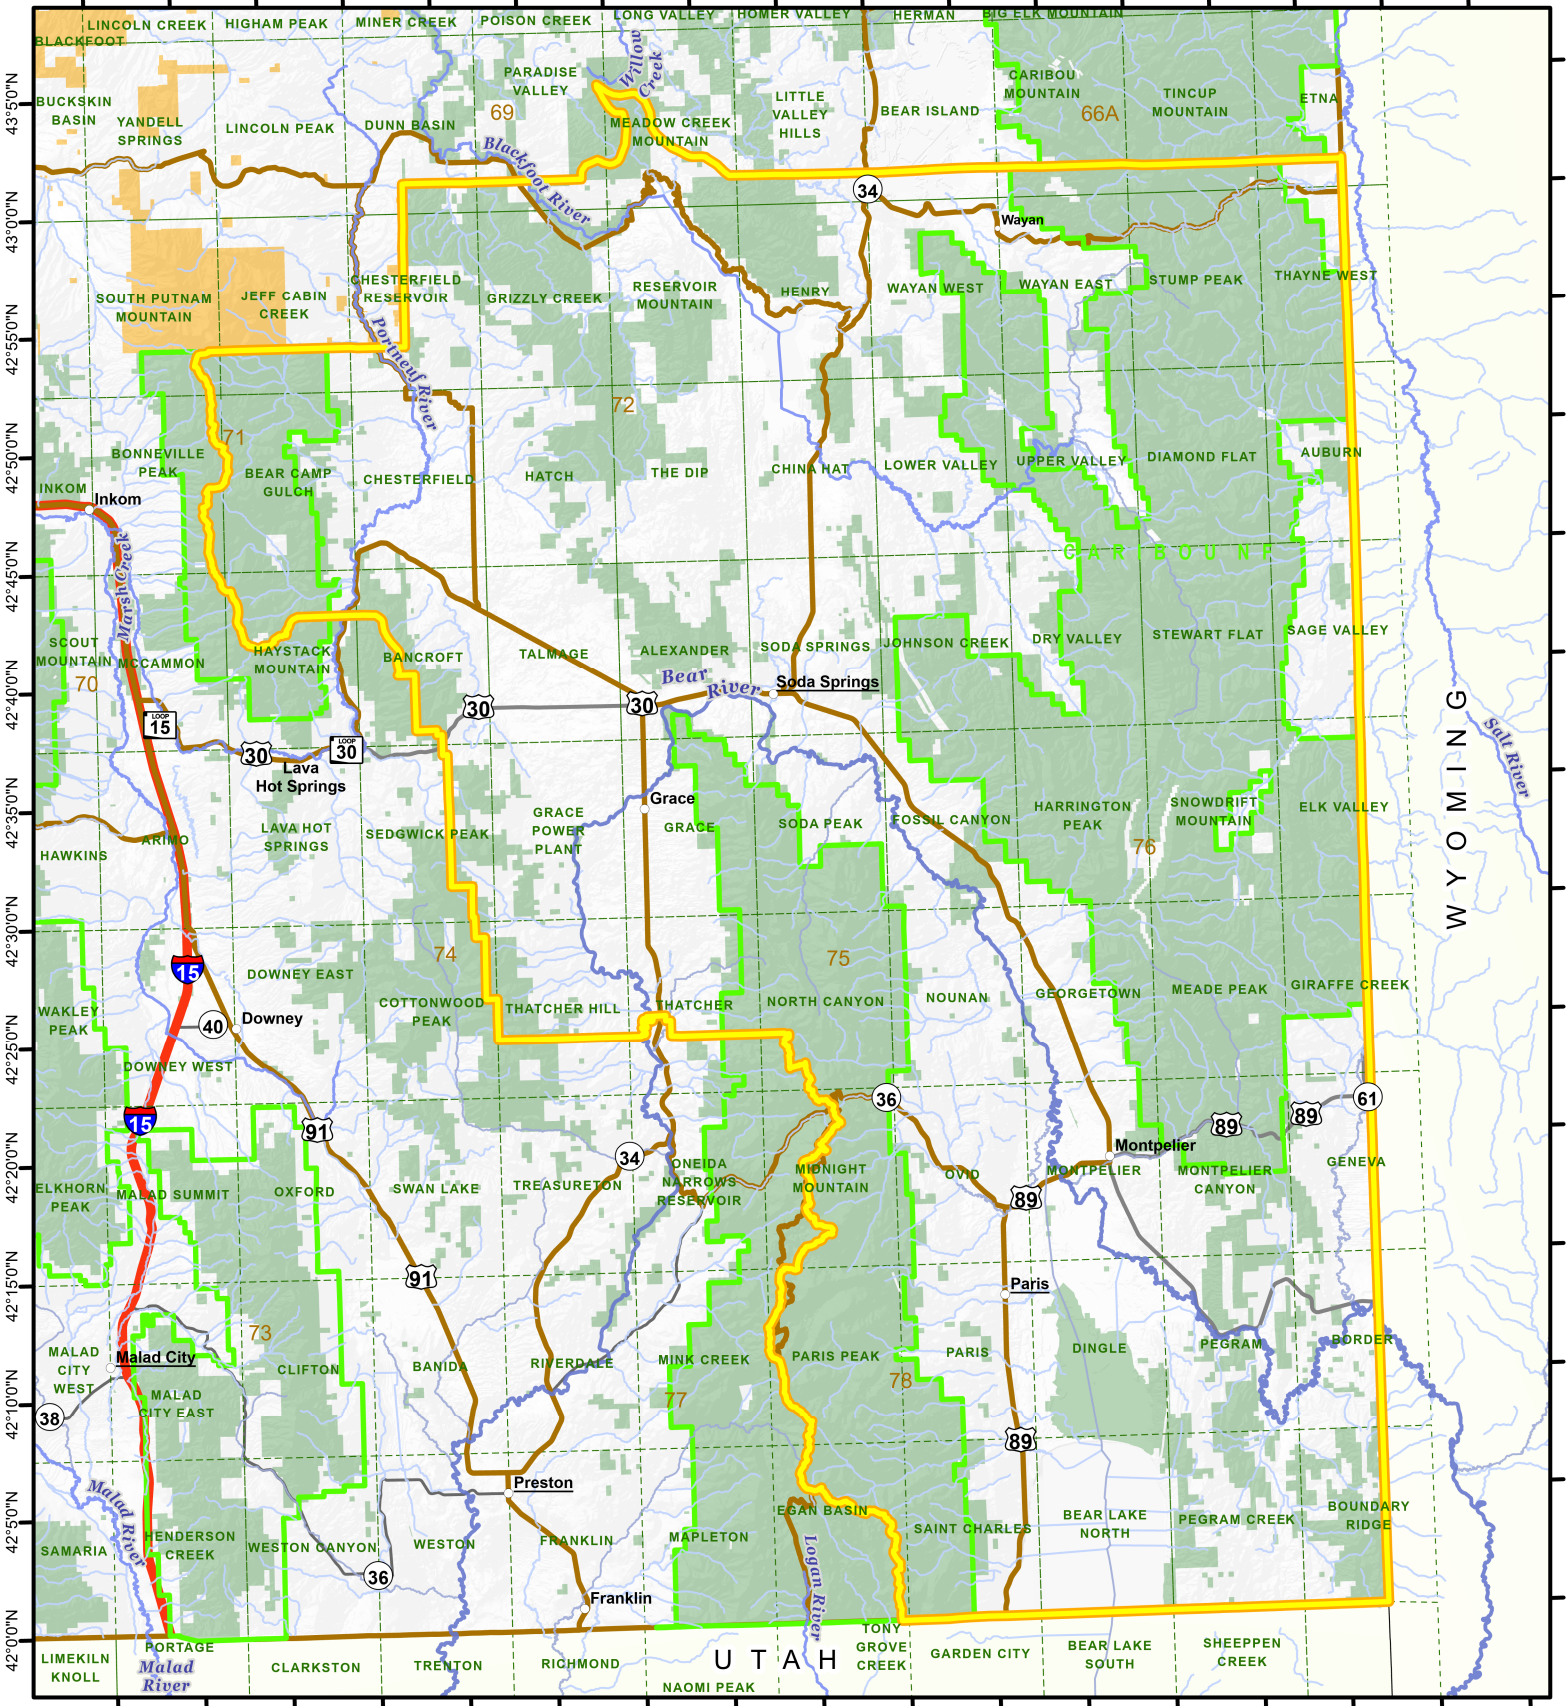 LINCOLN CREEK
HIGHAM PEAK
MINER CREEK
POISON CREEK
LONG VALLEY
HOMER VALLEY
HERMAN
BIG ELK MOUNTAIN
BLACKFOOT
Willow
Creek
PARADISE
VALLEY
CARIBOU
MOUNTAIN
TINCUP
MOUNTAIN
ETNA
43°5'0"N
BUCKSKIN
BASIN
YANDELL
SPRINGS
LINCOLN PEAK
DUNN BASIN
69
MEADOW CREEK
MOUNTAIN
LITTLE
VALLEY
HILLS
BEAR ISLAND
66A
Blackfoot River
34
43°0'0"N
Wayan
SOUTH PUTNAM
MOUNTAIN
JEFF CABIN
CREEK
CHESTERFIELD
RESERVOIR
GRIZZLY CREEK
RESERVOIR
MOUNTAIN
HENRY
WAYAN WEST
WAYAN EAST
STUMP PEAK
THAYNE WEST
42°55'0"N
Portneuf River
72
71
42°50'0"N
BONNEVILLE
PEAK
BEAR CAMP
GULCH
CHESTERFIELD
HATCH
THE DIP
CHINA HAT
LOWER VALLEY
UPPER VALLEY
DIAMOND FLAT
AUBURN
INKOM
Inkom
Marsh Creek
CARIBOU NF
42°45'0"N
SCOUT
MOUNTAIN
MCCAMMON
HAYSTACK
MOUNTAIN
BANCROFT
TALMAGE
ALEXANDER
SODA SPRINGS
JOHNSON CREEK
DRY VALLEY
STEWART FLAT
SAGE VALLEY
70
42°40'0"N
Bear
River
Soda Springs
30
30
LOOP
15
30
LOOP
30
Lava
Hot Springs
WYOMING
Salt River
42°35'0"N
Grace
HAWKINS
ARIMO
LAVA HOT
SPRINGS
SEDGWICK PEAK
GRACE
POWER
PLANT
GRACE
SODA PEAK
FOSSIL CANYON
HARRINGTON
PEAK
SNOWDRIFT
MOUNTAIN
ELK VALLEY
76
42°30'0"N
74
75
15
WAKLEY
PEAK
DOWNEY EAST
COTTONWOOD
PEAK
THATCHER HILL
THATCHER
NORTH CANYON
NOUNAN
GEORGETOWN
MEADE PEAK
GIRAFFE CREEK
40
Downey
42°25'0"N
DOWNEY WEST
15
91
36
61
89
89
Montpelier
42°20'0"N
34
ELKHORN
PEAK
MALAD SUMMIT
OXFORD
SWAN LAKE
TREASURETON
ONEIDA
NARROWS
RESERVOIR
MIDNIGHT
MOUNTAIN
OVID
MONTPELIER
MONTPELIER
CANYON
GENEVA
89
91
Paris
42°15'0"N
73
MALAD
CITY
WEST
Malad City
MALAD
CITY EAST
CLIFTON
BANIDA
RIVERDALE
MINK CREEK
PARIS PEAK
PARIS
DINGLE
PEGRAM
BORDER
77
78
42°10'0"N
38
89
Malad River
Preston
42°5'0"N
SAMARIA
HENDERSON
CREEK
WESTON CANYON
WESTON
FRANKLIN
MAPLETON
EGAN BASIN
SAINT CHARLES
BEAR LAKE
NORTH
PEGRAM CREEK
BOUNDARY
RIDGE
36
Franklin
Logan River
42°0'0"N
LIMEKILN
KNOLL
PORTAGE
Malad
River
CLARKSTON
TRENTON
RICHMOND
UTAH
NAOMI PEAK
TONY
GROVE
CREEK
GARDEN CITY
BEAR LAKE
SOUTH
SHEEPPEN
CREEK